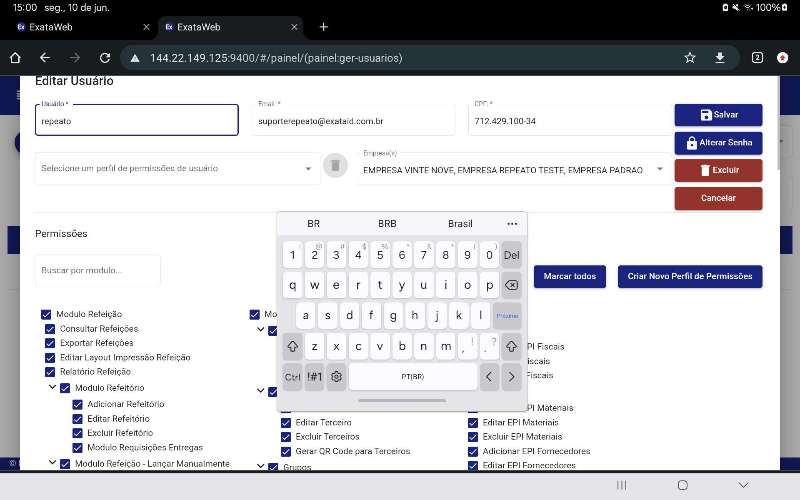 15:00 seg., 10 de jun. 100%
ExataWeb ExataWeb
144.22.149.125:9400/#/painel/(painel:ger-usuarios) 2
Editar Usuário
Usuário * Email: * CPF: *
repeato suporterepeato@exataid.com.br 712.429.100-34 Salvar
Alterar Senha
Empresa(s)
Selecione um perfil de permissões de usuário EMPRESA VINTE NOVE, EMPRESA REPEATO TESTE, EMPRESA PADRAO Excluir
Cancelar
BR BRB Brasil ...
Permissões
1 2 3 4 5 6 7 8 9 0 Del
Buscar por modulo... q w e r t y u i o p Marcar todos Criar Novo Perfil de Permissões
a s d f g h j k l Próximo
Modulo Refeição Mo
Consultar Refeições
Exportar Refeições z x c v b n m , ! . ? PI Fiscais
Editar Layout Impressão Refeição iscais
Relatório Refeição Ctrl !#1 PT(BR) < > Fiscais
Modulo Refeitório
Adicionar Refeitório PI Materiais
Editar Refeitório Editar Terceiro Editar EPI Materiais
Excluir Refeitório Excluir Terceiros Excluir EPI Materiais
Modulo Requisições Entregas Gerar QR Code para Terceiros Adicionar EPI Fornecedores
Modulo Refeição - Lançar Manualmente Grupos Editar EPI Fornecedores